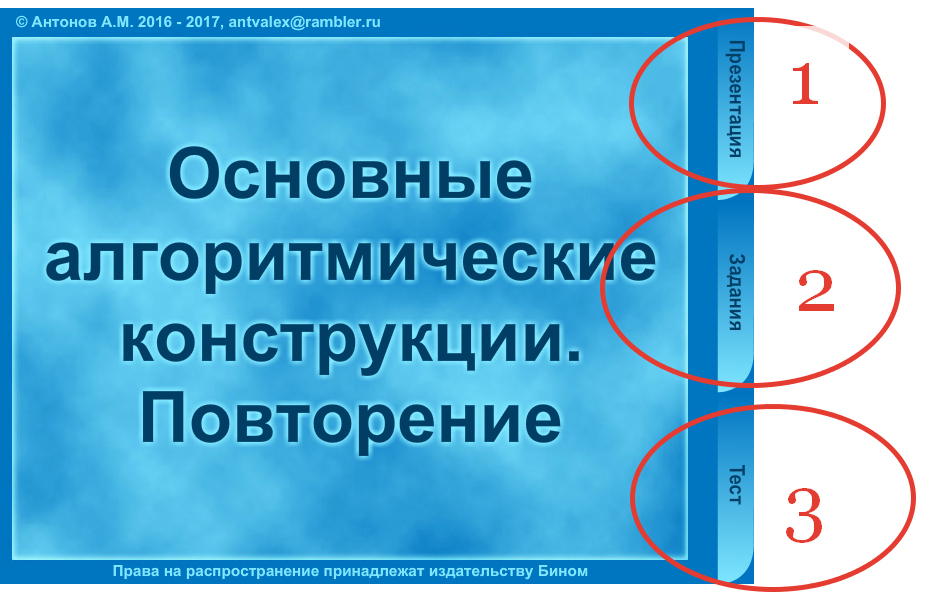 © Антонов А.М. 2016 - 2017, antvalex@rambler.ru
Основные
алгоритмические
конструкции.
Повторение
Презентация
1
Задания
2
Тест
3
Права на распространение принадлежат издательству Бином